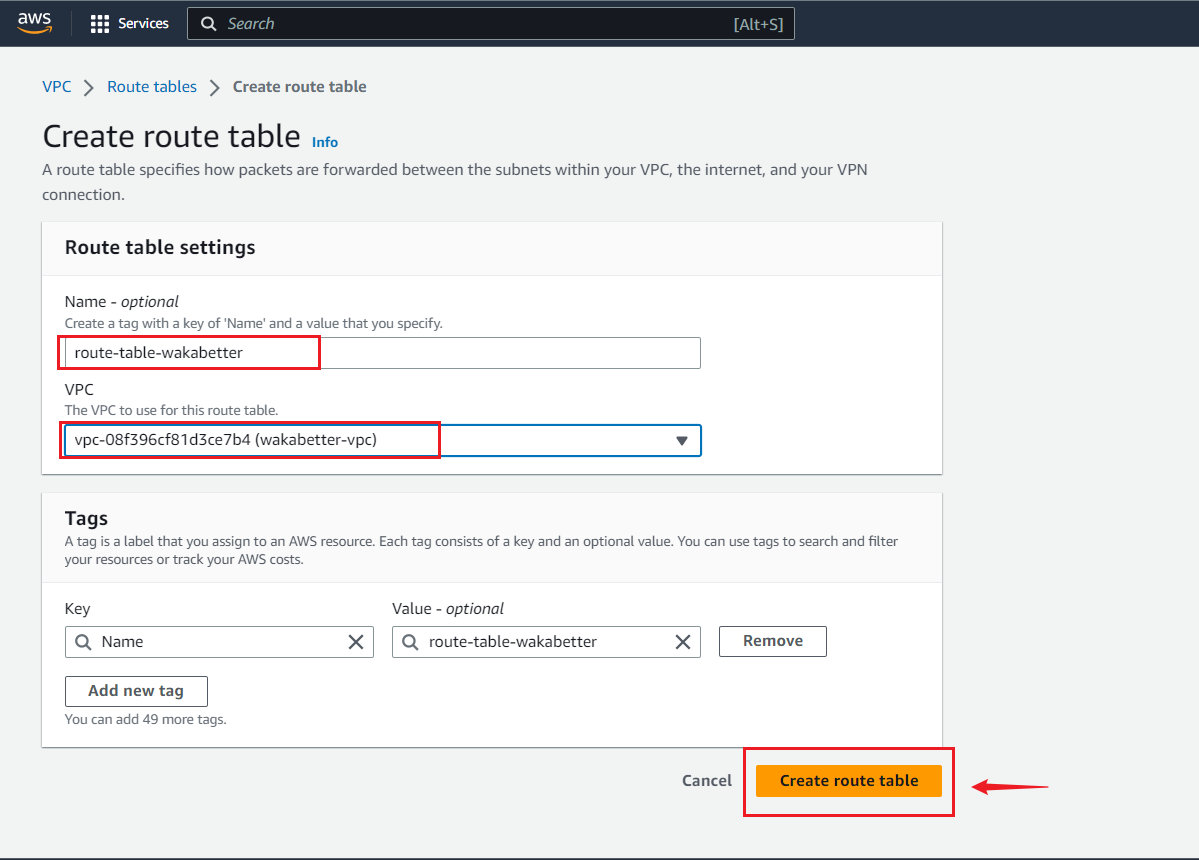 aws
Services
Search [Alt+S]
VPC > Route tables > Create route table
Create route table Info
A route table specifies how packets are forwarded between the subnets within your VPC, the internet, and your VPN
connection.
Route table settings
Name - optional
Create a tag with a key of 'Name' and a value that you specify.
route-table-wakabetter
VPC
The VPC to use for this route table.
vpc-08f396cf81d3ce7b4 (wakabetter-vpc)
Tags
A tag is a label that you assign to an AWS resource. Each tag consists of a key and an optional value. You can use tags to search and filter
your resources or track your AWS costs.
Key Value - optional
Name route-table-wakabetter Remove
Add new tag
You can add 49 more tags.
Cancel Create route table